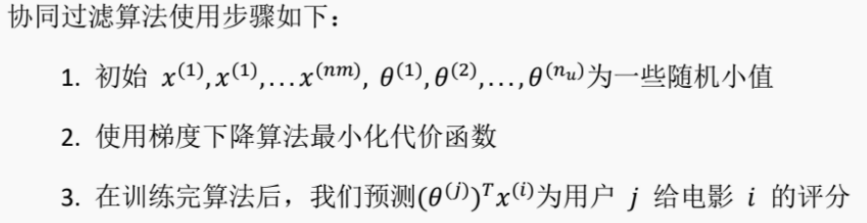 协同过滤算法使用步骤如下：
1. 初始 x⁽¹⁾,x⁽¹⁾,...x⁽ⁿᵐ⁾, θ⁽¹⁾,θ⁽²⁾,...,θ^(n_u)为一些随机小值
2. 使用梯度下降算法最小化代价函数
3. 在训练完算法后，我们预测(θ⁽ʲ⁾)ᵀx⁽ⁱ⁾为用户 j 给电影 i 的评分